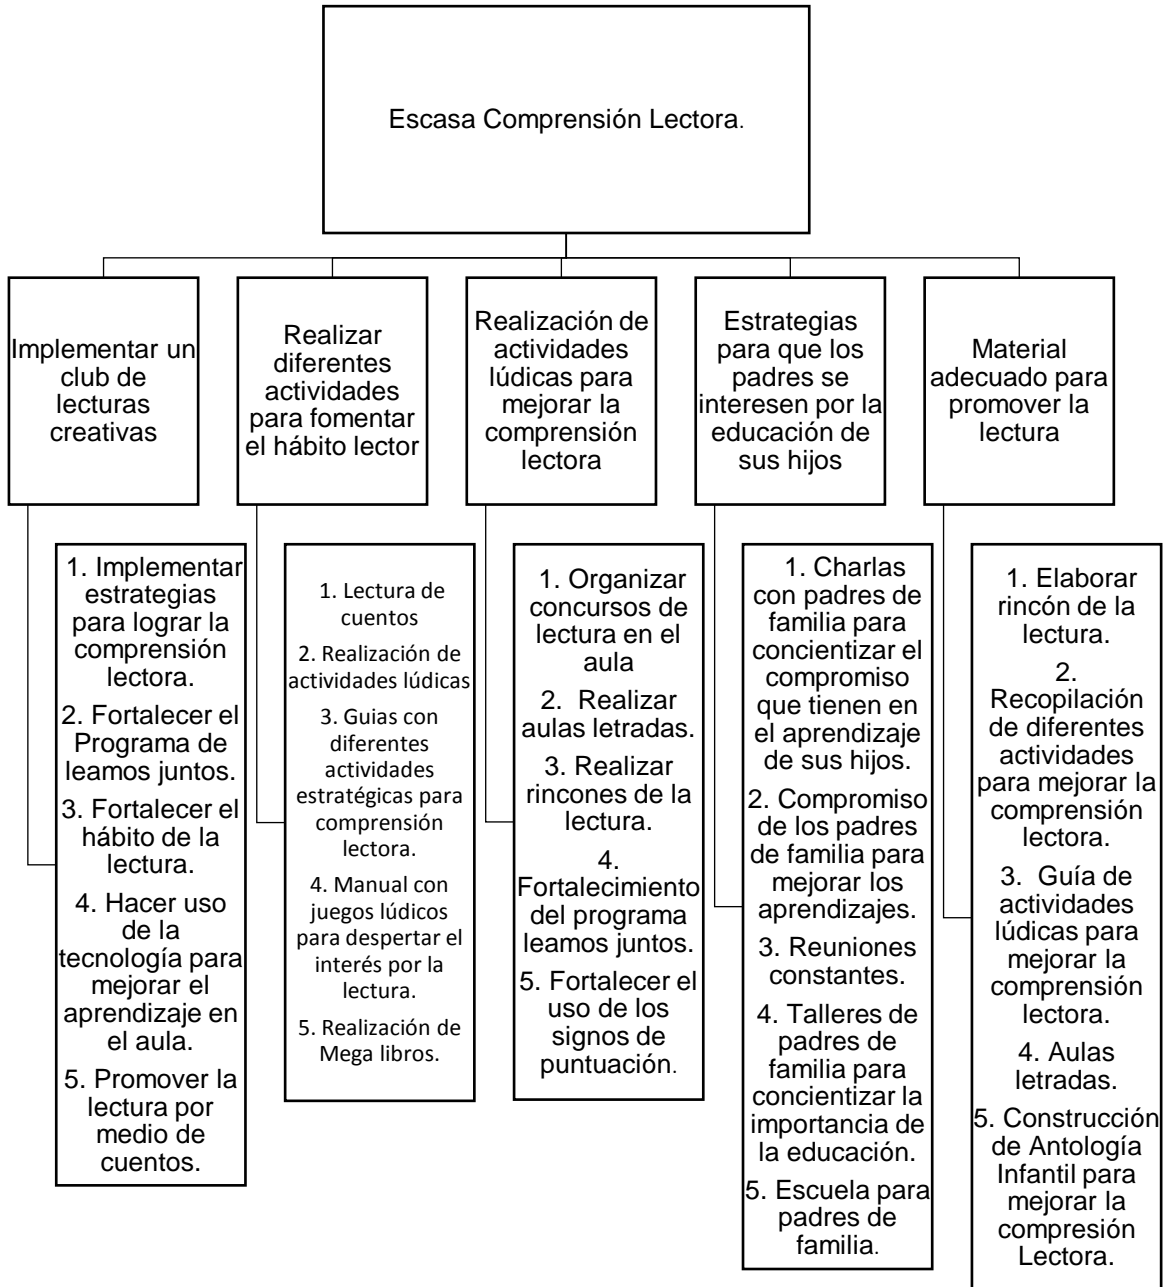 Escasa Comprensión Lectora.
Implementar un
club de
lecturas
creativas
Realizar
diferentes
actividades
para fomentar
el hábito lector
Realización de
actividades
lúdicas para
mejorar la
comprensión
lectora
Estrategias
para que los
padres se
interesen por la
educación de
sus hijos
Material
adecuado para
promover la
lectura
1. Implementar
estrategias
para lograr la
comprensión
lectora.
2. Fortalecer el
Programa de
leamos juntos.
3. Fortalecer el
hábito de la
lectura.
4. Hacer uso
de la
tecnología para
mejorar el
aprendizaje en
el aula.
5. Promover la
lectura por
medio de
cuentos.
1. Lectura de
cuentos
2. Realización de
actividades lúdicas
3. Guias con
diferentes
actividades
estratégicas para
comprensión
lectora.
4. Manual con
juegos lúdicos
para despertar el
interés por la
lectura.
5. Realización de
Mega libros.
1. Organizar
concursos de
lectura en el
aula
2. Realizar
aulas letradas.
3. Realizar
rincones de la
lectura.
4.
Fortalecimiento
del programa
leamos juntos.
5. Fortalecer el
uso de los
signos de
puntuación.
1. Charlas
con padres de
familia para
concientizar el
compromiso
que tienen en
el aprendizaje
de sus hijos.
2. Compromiso
de los padres
de familia para
mejorar los
aprendizajes.
3. Reuniones
constantes.
4. Talleres de
padres de
familia para
concientizar la
importancia de
la educación.
5. Escuela para
padres de
familia.
1. Elaborar
rincón de la
lectura.
2.
Recopilación
de diferentes
actividades
para mejorar la
comprensión
lectora.
3. Guía de
actividades
lúdicas para
mejorar la
comprensión
lectora.
4. Aulas
letradas.
5. Construcción
de Antología
Infantil para
mejorar la
compresión
Lectora.